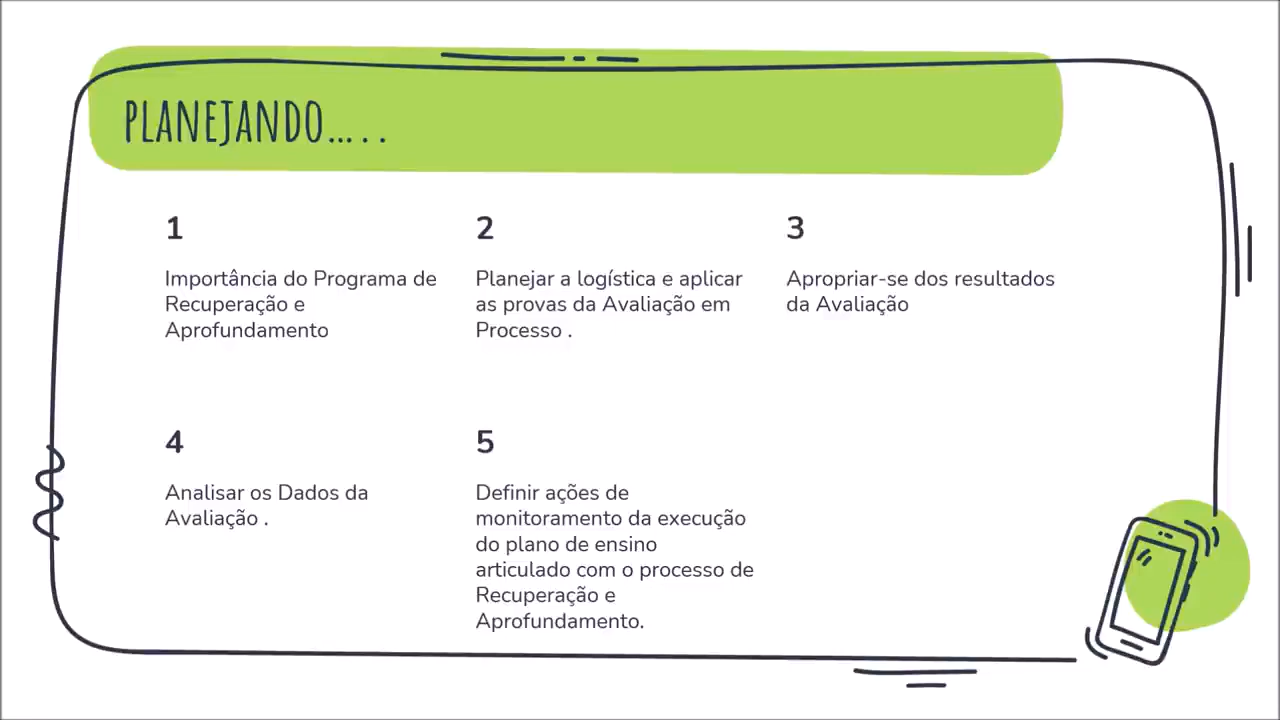 PLANEJANDO.....
1
Importância do Programa de
Recuperação e
Aprofundamento
2
Planejar a logística e aplicar
as provas da Avaliação em
Processo .
3
Apropriar-se dos resultados
da Avaliação
4
Analisar os Dados da
Avaliação .
5
Definir ações de
monitoramento da execução
do plano de ensino
articulado com o processo de
Recuperação e
Aprofundamento.